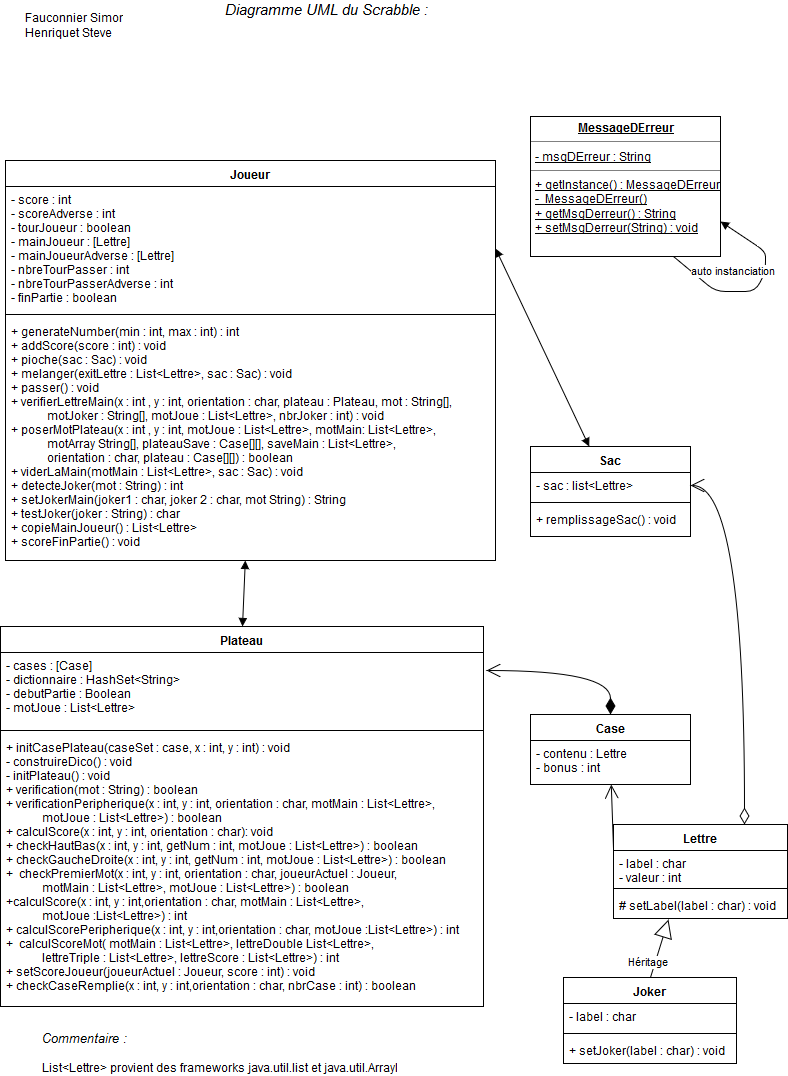 Fauconnier Simor
Henriquet Steve
Diagramme UML du Scrabble :
MessageDErreur
- msgDErreur : String
+ getInstance() : MessageDErreur
- MessageDErreur()
+ getMsgDerreur() : String
+ setMsgDerreur(String) : void
auto instanciation
Joueur
- score : int
- scoreAdverse : int
- tourJoueur : boolean
- mainJoueur : [Lettre]
- mainJoueurAdverse : [Lettre]
- nbreTourPasser : int
- nbreTourPasserAdverse : int
- finPartie : boolean
+ generateNumber(min : int, max : int) : int
+ addScore(score : int) : void
+ pioche(sac : Sac) : void
+ melanger(exitLettre : List<Lettre>, sac : Sac) : void
+ passer() : void
+ verifierLettreMain(x : int , y : int, orientation : char, plateau : Plateau, mot : String[],
motJoker : String[], motJoue : List<Lettre>, nbrJoker : int) : void
+ poserMotPlateau(x : int , y : int, motJoue : List<Lettre>, motMain: List<Lettre>,
motArray String[], plateauSave : Case[][], saveMain : List<Lettre>,
orientation : char, plateau : Case[][]) : boolean
+ viderLaMain(motMain : List<Lettre>, sac : Sac) : void
+ detecteJoker(mot : String) : int
+ setJokerMain(joker1 : char, joker 2 : char, mot String) : String
+ testJoker(joker : String) : char
+ copieMainJoueur() : List<Lettre>
+ scoreFinPartie() : void
Sac
- sac : list<Lettre>
+ remplissageSac() : void
Plateau
- cases : [Case]
- dictionnaire : HashSet<String>
- debutPartie : Boolean
- motJoue : List<Lettre>
+ initCasePlateau(caseSet : case, x : int, y : int) : void
- construireDico() : void
- initPlateau() : void
+ verification(mot : String) : boolean
+ verificationPeripherique(x : int, y : int, orientation : char, motMain : List<Lettre>,
motJoue : List<Lettre>) : boolean
+ calculScore(x : int, y : int, orientation : char): void
+ checkHautBas(x : int, y : int, getNum : int, motJoue : List<Lettre>) : boolean
+ checkGaucheDroite(x : int, y : int, getNum : int, motJoue : List<Lettre>) : boolean
+ checkPremierMot(x : int, y : int, orientation : char, joueurActuel : Joueur,
motMain : List<Lettre>, motJoue : List<Lettre>) : boolean
+calculScore(x : int, y : int,orientation : char, motMain : List<Lettre>,
motJoue :List<Lettre>) : int
+ calculScorePeripherique(x : int, y : int,orientation : char, motJoue :List<Lettre>) : int
+ calculScoreMot( motMain : List<Lettre>, lettreDouble List<Lettre>,
lettreTriple : List<Lettre>, lettreScore : List<Lettre>) : int
+ setScoreJoueur(joueurActuel : Joueur, score : int) : void
+ checkCaseRemplie(x : int, y : int,orientation : char, nbrCase : int) : boolean
Case
- contenu : Lettre
- bonus : int
Lettre
- label : char
- valeur : int
# setLabel(label : char) : void
Héritage
Joker
- label : char
+ setJoker(label : char) : void
Commentaire :
List<Lettre> provient des frameworks java.util.list et java.util.Arrayl